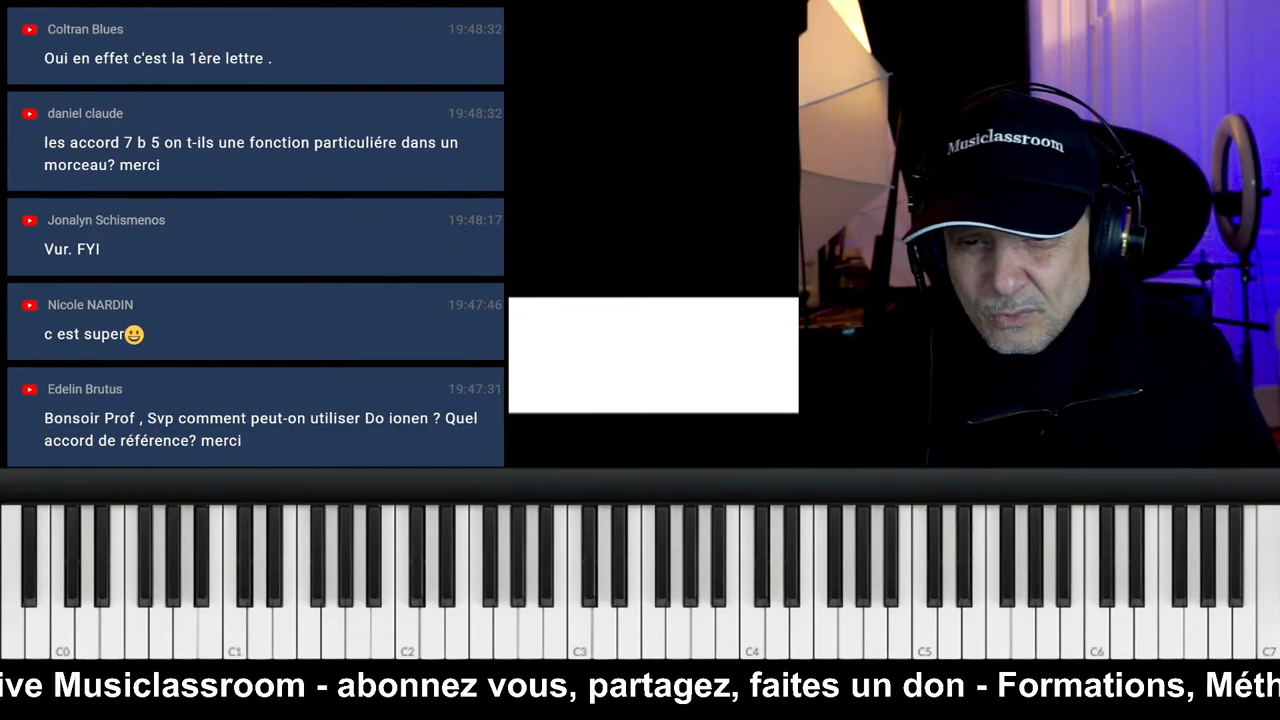 Coltran Blues 19:48:32
Oui en effet c'est la 1ère lettre .
daniel claude 19:48:32
les accord 7 b 5 on t-ils une fonction particuliére dans un
morceau? merci
Jonalyn Schismenos 19:48:17
Vur. FYI
Nicole NARDIN 19:47:46
c est super😀
Edelin Brutus 19:47:31
Bonsoir Prof , Svp comment peut-on utiliser Do ionen ? Quel
accord de référence? merci
Musiclassroom
C0 C1 C2 C3 C4 C5 C6 C7
ive Musiclassroom - abonnez vous, partagez, faites un don - Formations, Méth